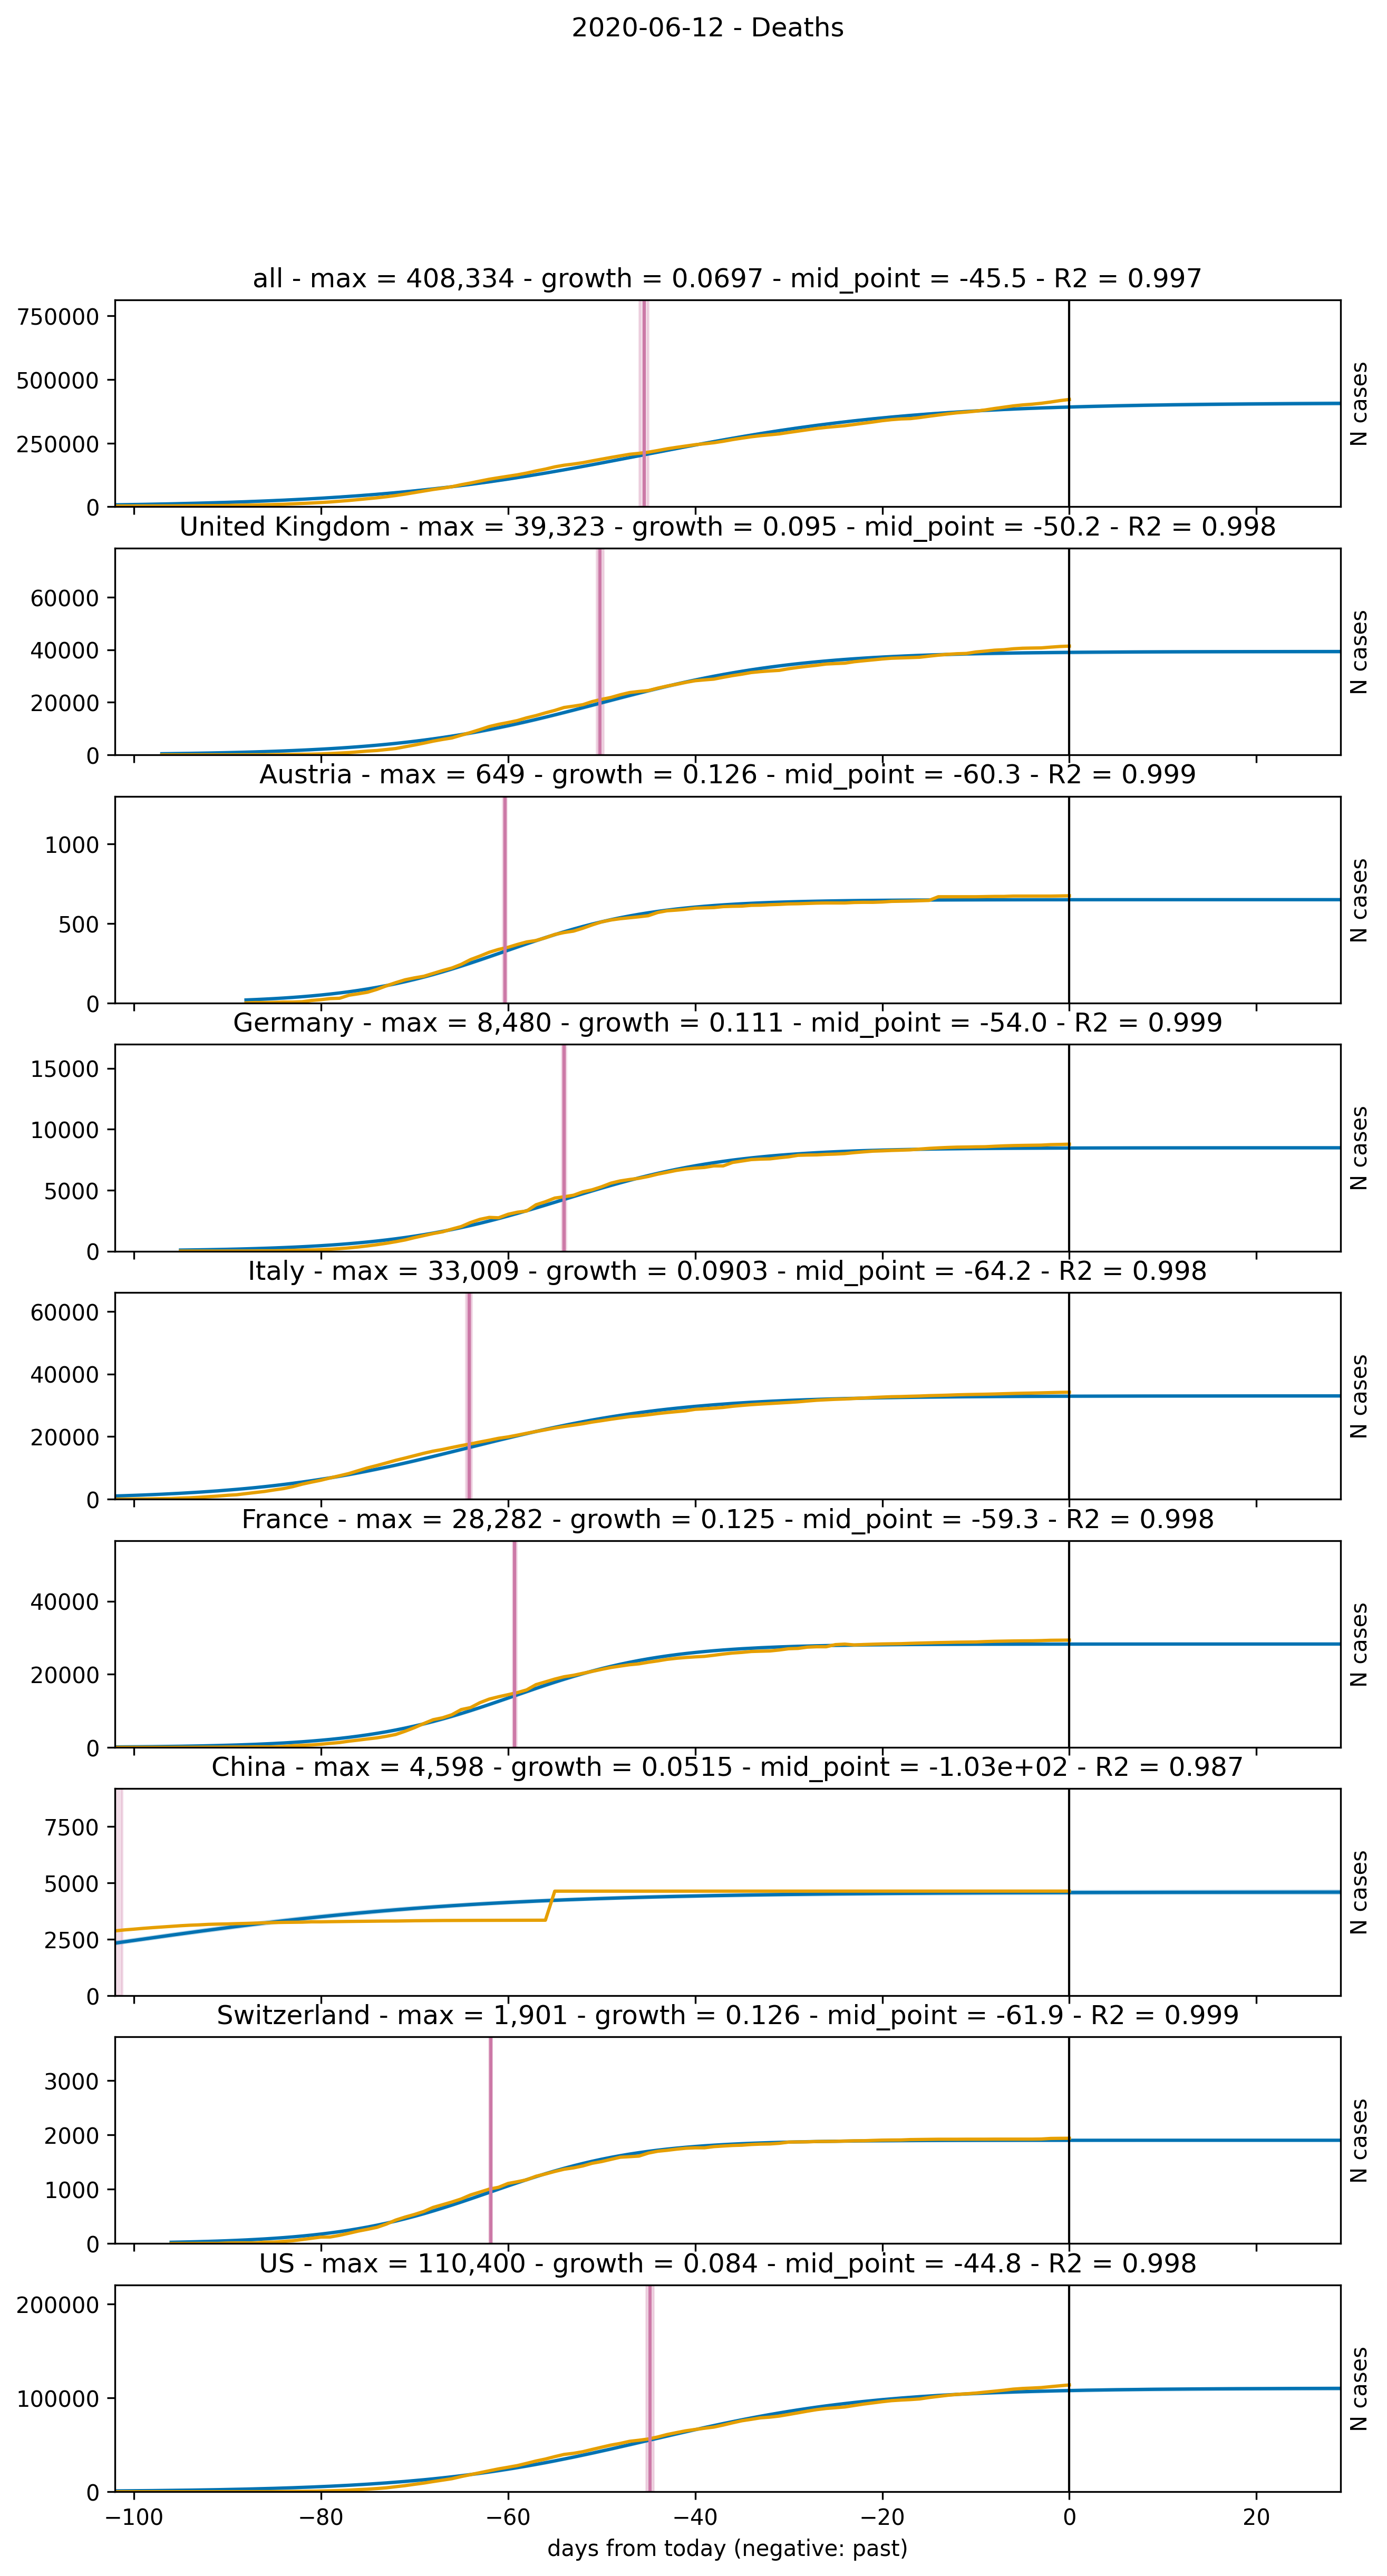 2020-06-12 - Deaths
all - max = 408,334 - growth = 0.0697 - mid_point = -45.5 - R2 = 0.997
750000
500000
250000
0
N cases
United Kingdom - max = 39,323 - growth = 0.095 - mid_point = -50.2 - R2 = 0.998
60000
40000
20000
0
N cases
Austria - max = 649 - growth = 0.126 - mid_point = -60.3 - R2 = 0.999
1000
500
0
N cases
Germany - max = 8,480 - growth = 0.111 - mid_point = -54.0 - R2 = 0.999
15000
10000
5000
0
N cases
Italy - max = 33,009 - growth = 0.0903 - mid_point = -64.2 - R2 = 0.998
60000
40000
20000
0
N cases
France - max = 28,282 - growth = 0.125 - mid_point = -59.3 - R2 = 0.998
40000
20000
0
N cases
China - max = 4,598 - growth = 0.0515 - mid_point = -1.03e+02 - R2 = 0.987
7500
5000
2500
0
N cases
Switzerland - max = 1,901 - growth = 0.126 - mid_point = -61.9 - R2 = 0.999
3000
2000
1000
0
N cases
US - max = 110,400 - growth = 0.084 - mid_point = -44.8 - R2 = 0.998
200000
100000
0
N cases
−100 −80 −60 −40 −20 0 20
days from today (negative: past)